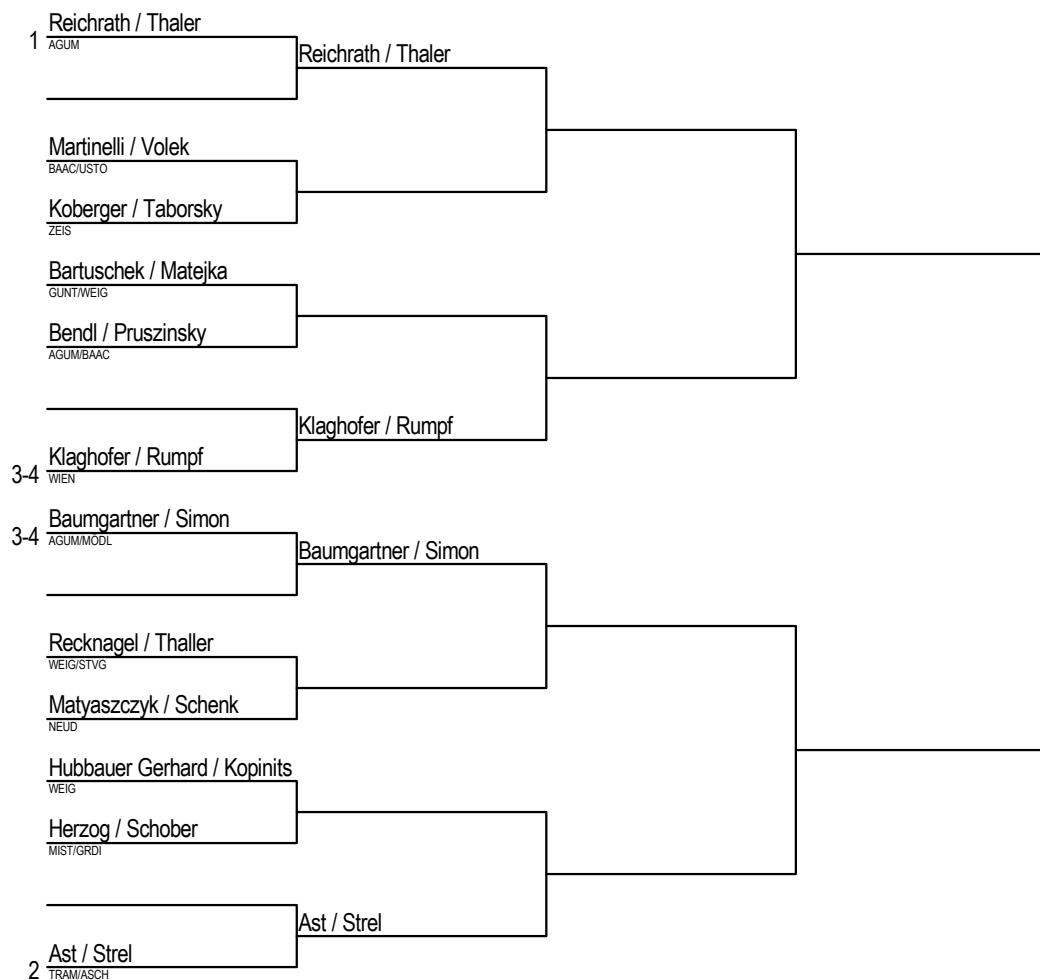 Reichrath / Thaler
1
AGUM
Reichrath / Thaler
Martinelli / Volek
BAAC/USTO
Koberger / Taborsky
ZEIS
Bartuschek / Matejka
GUNT/WEIG
Bendl / Pruszinsky
AGUM/BAAC
Klaghofer / Rumpf
Klaghofer / Rumpf
3-4
WIEN
Baumgartner / Simon
3-4
AGUM/MÖDL
Baumgartner / Simon
Recknagel / Thaller
WEIG/STVG
Matyaszczyk / Schenk
NEUD
Hubbauer Gerhard / Kopinits
WEIG
Herzog / Schober
MIST/GRDI
Ast / Strel
Ast / Strel
2
TRAM/ASCH